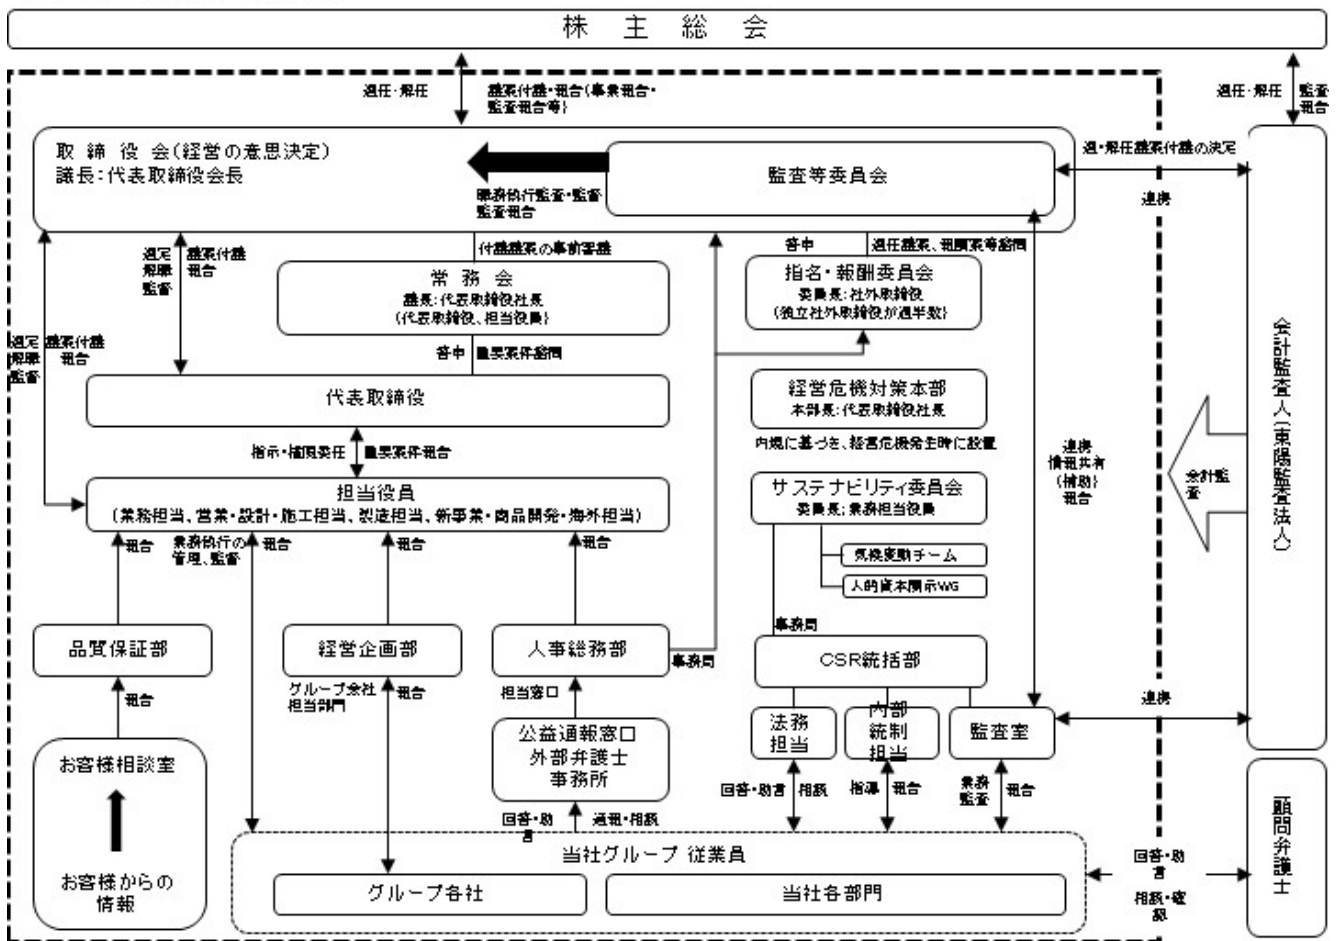 株 主 総 会
選任・解任
議案付議・報告(事業報告・
監査報告等)
選任・解任
監査
報告
取 締 役 会(経営の意思決定)
議長:代表取締役会長
監査等委員会
職務執行監査・監督
監査報告
選・解任議案付議の決定
連携
選定
解職
監督
議案付議
報告
付議議案の事前審議
答申
選任議案、報酬案等諮問
常 務 会
議長:代表取締役社長
(代表取締役、担当役員)
指名・報酬委員会
委員長:社外取締役
(独立社外取締役が過半数)
選定
解職
監督
議案付議
報告
答申
重要案件諮問
代表取締役
経営危機対策本部
本部長:代表取締役社長
内規に基づき、経営危機発生時に設置
指示・権限委任
重要案件報告
連携
情報共有
(補助)
報告
会計監査
会計監査人(東陽監査法人)
担当役員
(業務担当、営業・設計・施工担当、製造担当、新事業・商品開発・海外担当)
サステナビリティ委員会
委員長;業務担当役員
気候変動チーム
人的資本開示WG
報告
業務執行の
管理、監督
報告
報告
報告
事務局
品質保証部
経営企画部
人事総務部
事務局
CSR統括部
報告
グループ会社
担当部門
報告
担当窓口
公益通報窓口
外部弁護士
事務所
法務
担当
内部
統制
担当
監査室
連携
お客様相談室
お客様からの
情報
回答・助
言
通報・相談
回答・助言
相談
指導
報告
業務
監査
報告
当社グループ 従業員
グループ各社
当社各部門
回答・助
言
相談・確
認
顧問弁護士